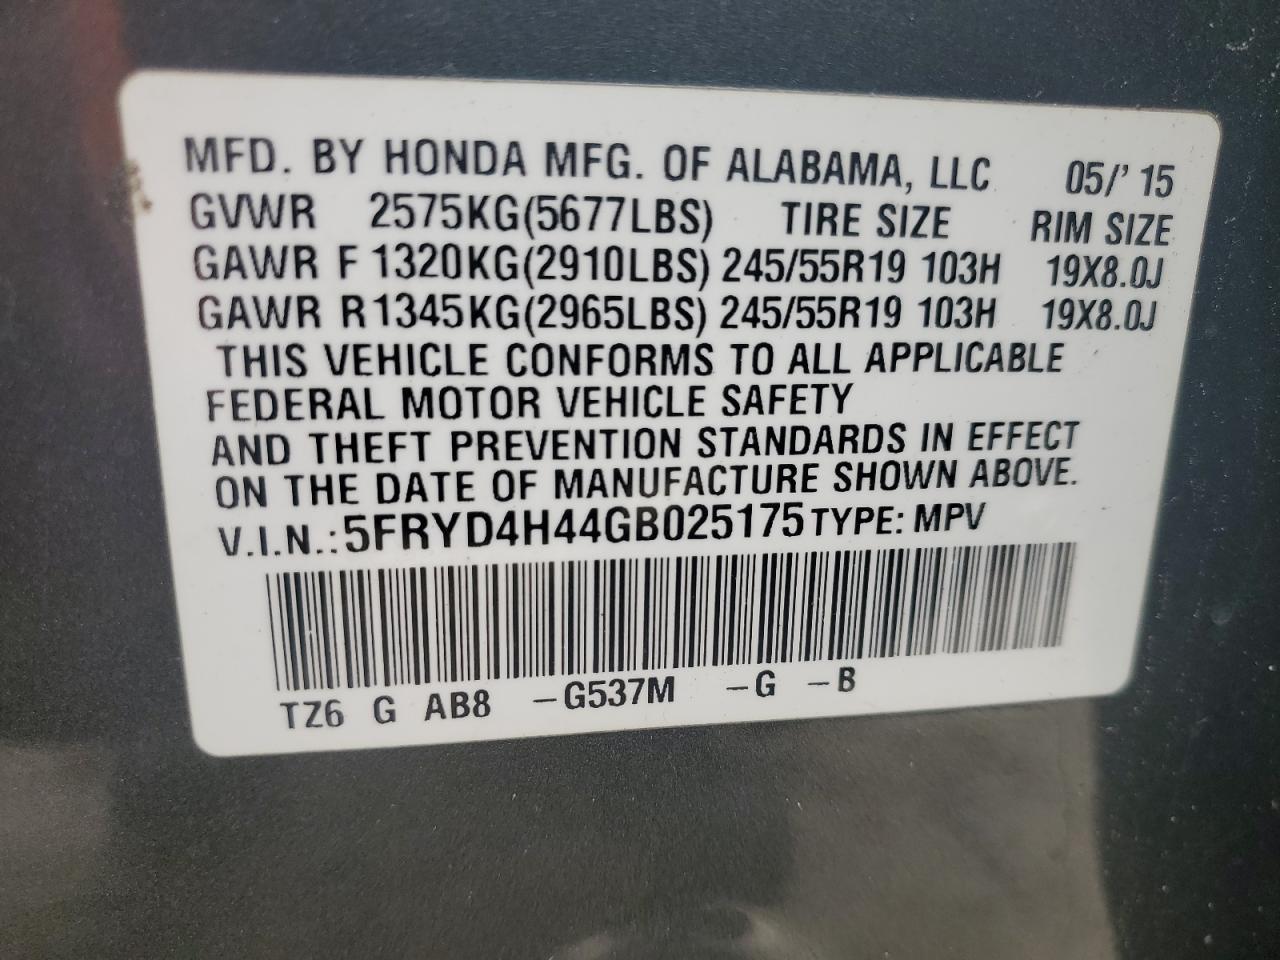 MFD. BY HONDA MFG. OF ALABAMA, LLC 05/' 15
GVWR 2575KG(5677LBS) TIRE SIZE RIM SIZE
GAWR F 1320KG(2910LBS) 245/55R19 103H 19X8.0J
GAWR R 1345KG(2965LBS) 245/55R19 103H 19X8.0J
THIS VEHICLE CONFORMS TO ALL APPLICABLE
FEDERAL MOTOR VEHICLE SAFETY
AND THEFT PREVENTION STANDARDS IN EFFECT
ON THE DATE OF MANUFACTURE SHOWN ABOVE.
V.I.N.:5FRYD4H44GB025175 TYPE: MPV
TZ6 G AB8 -G537M -G -B